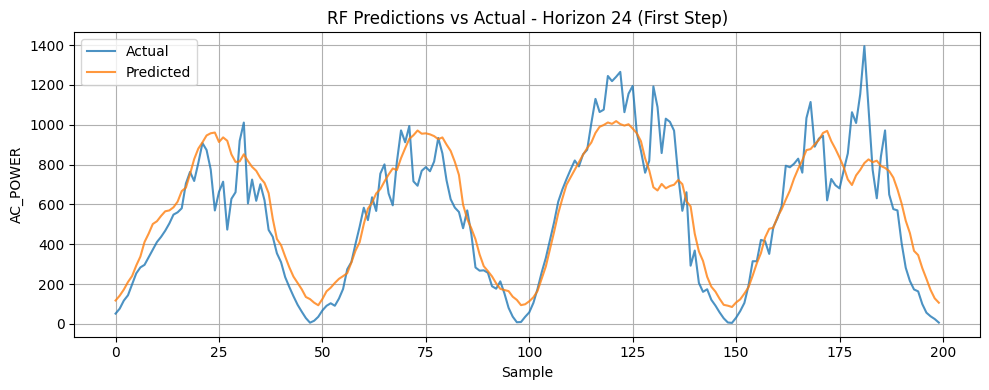 RF Predictions vs Actual - Horizon 24 (First Step)
Actual
Predicted
AC_POWER
1400
1200
1000
800
600
400
200
0
0 25 50 75 100 125 150 175 200
Sample